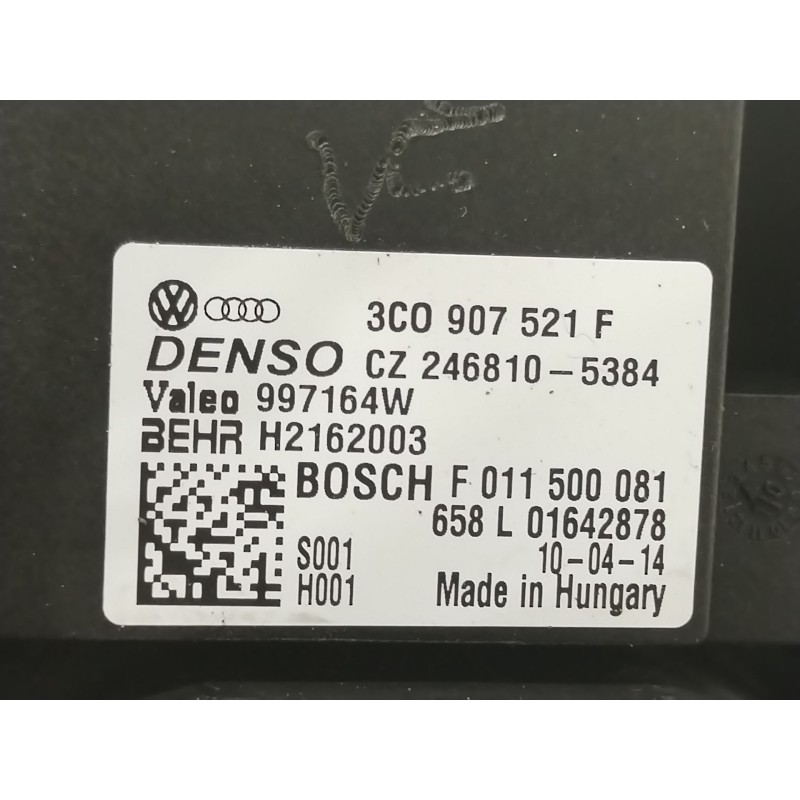 VC
3C0 907 521 F
DENSO CZ 246810-5384
Valeo 997164W
BEHR H2162003
BOSCH F 011 500 081
658 L 01642878
S001 10-04-14
H001 Made in Hungary